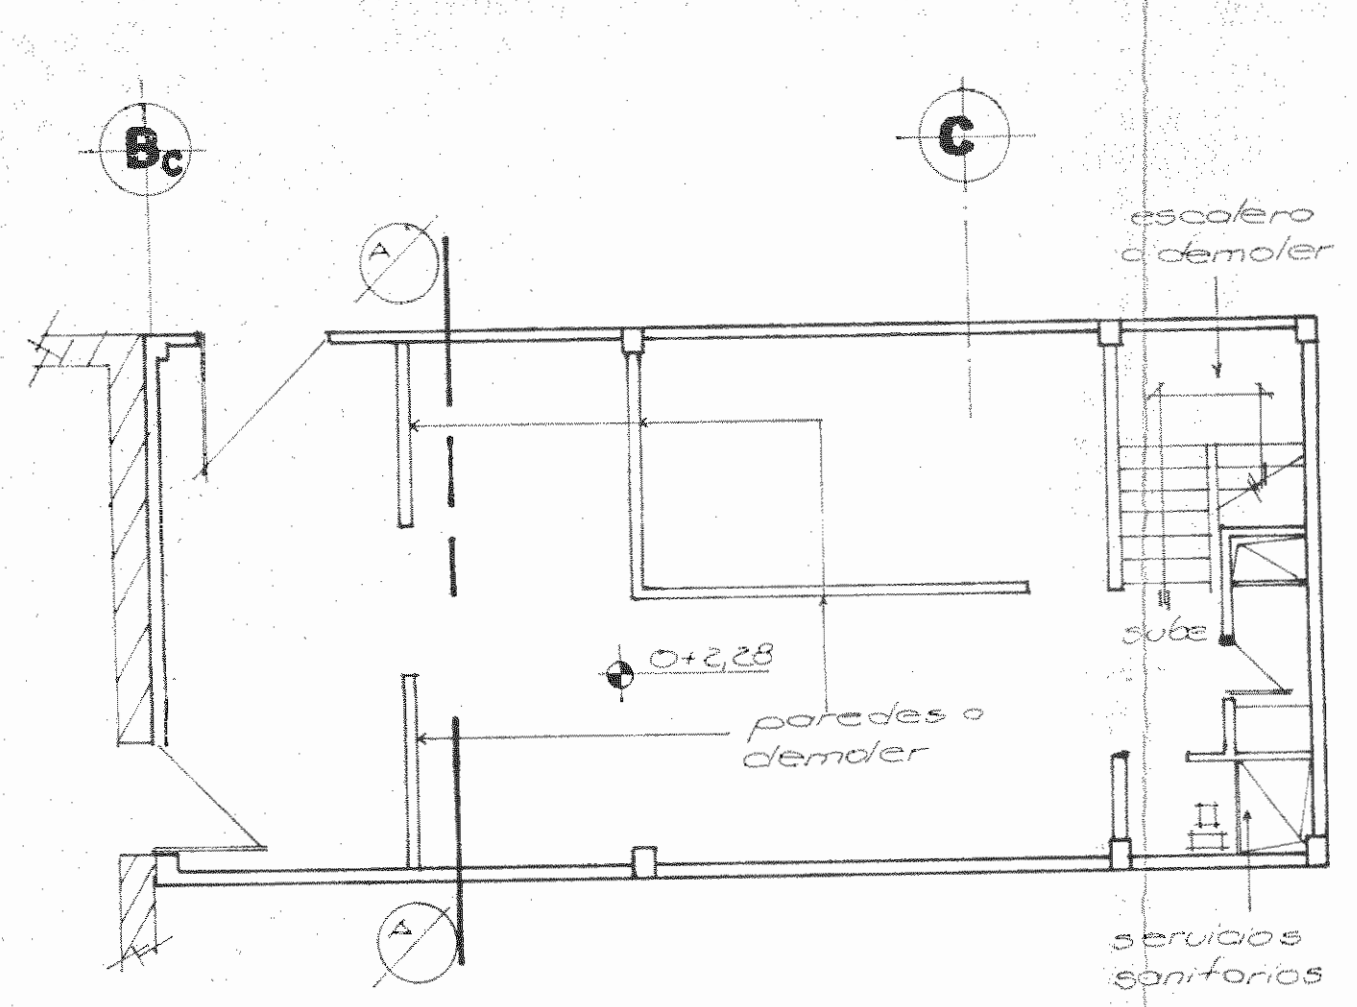 Bc
C
escalera
a demoler
A
0+2,28
sube
paredes a
demoler
A
servicios
sanitarios